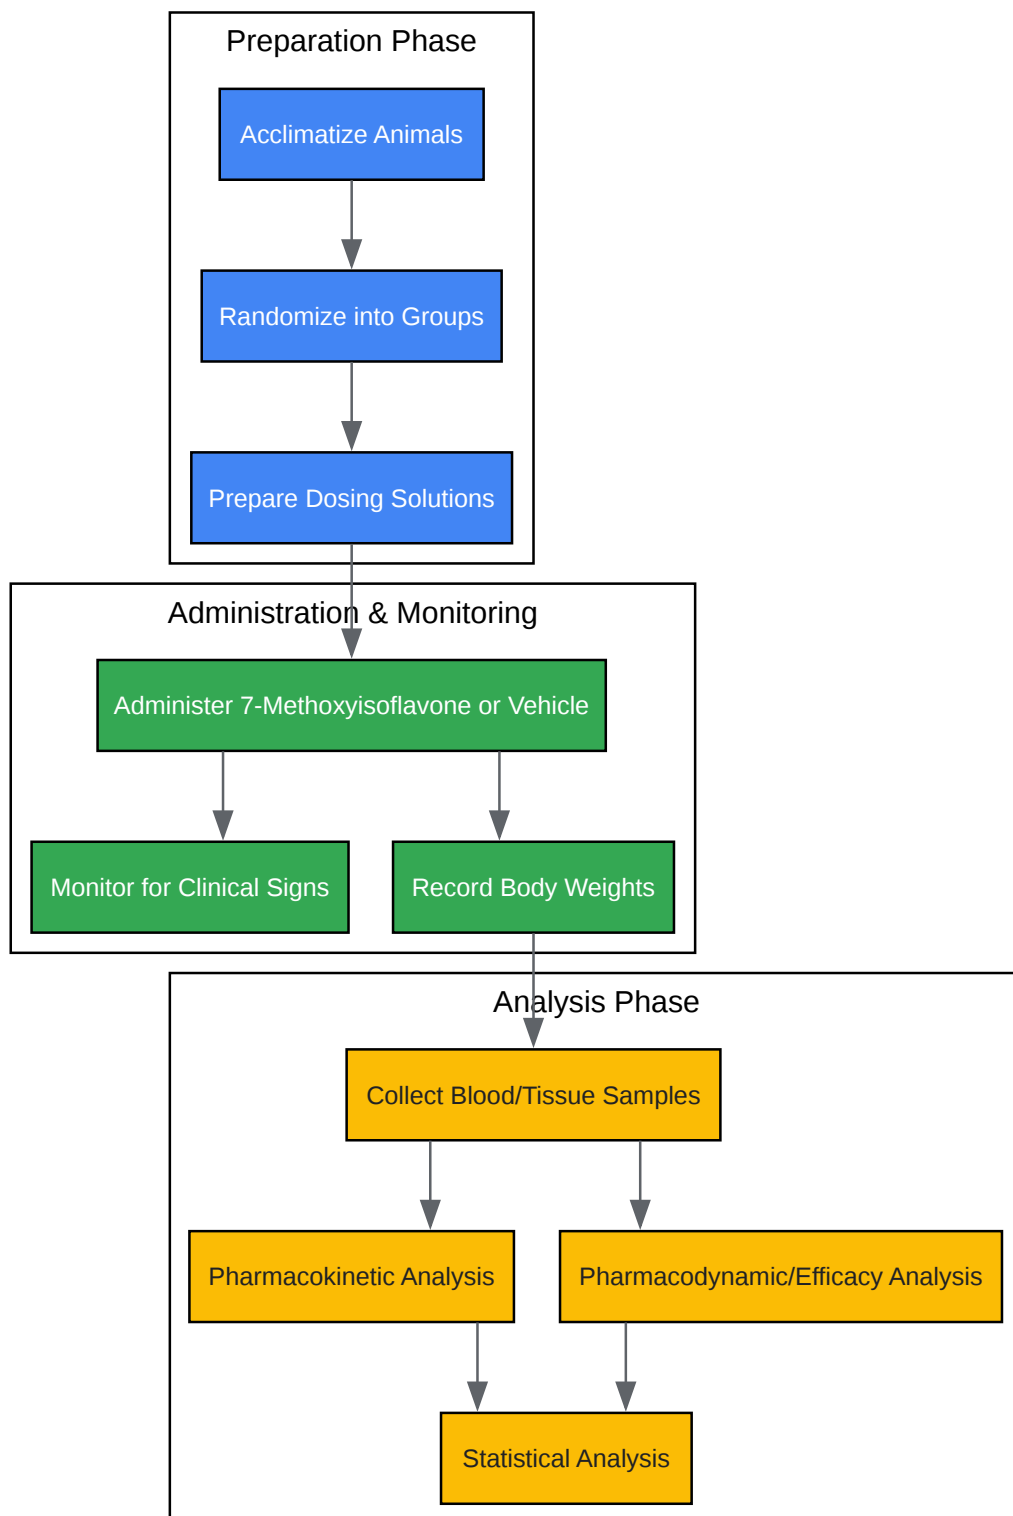 Preparation Phase
Acclimatize Animals
Randomize into Groups
Prepare Dosing Solutions
Administration & Monitoring
Administer 7-Methoxyisoflavone or Vehicle
Monitor for Clinical Signs
Record Body Weights
Analysis Phase
Collect Blood/Tissue Samples
Pharmacokinetic Analysis
Pharmacodynamic/Efficacy Analysis
Statistical Analysis